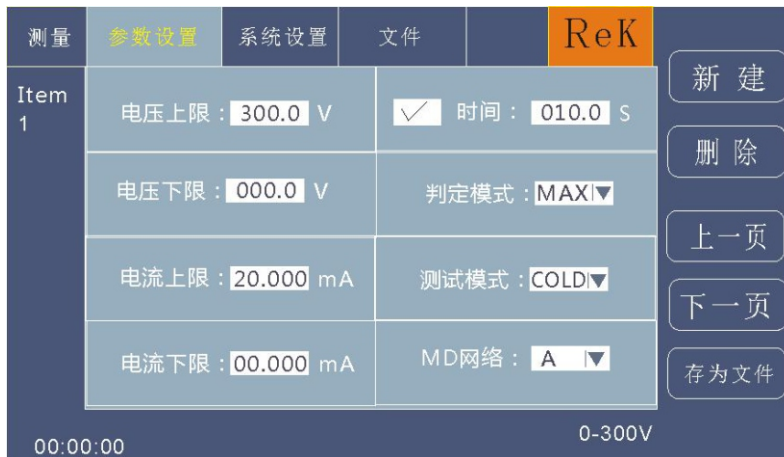 测量 参数设置 系统设置 文件 ReK
Item
1
电压上限：300.0 V
时间：010.0 S
电压下限：000.0 V
判定模式：MAX
电流上限：20.000 mA
测试模式：COLD
电流下限：00.000 mA
MD网络：A
新建
删除
上一页
下一页
存为文件
00:00:00
0-300V